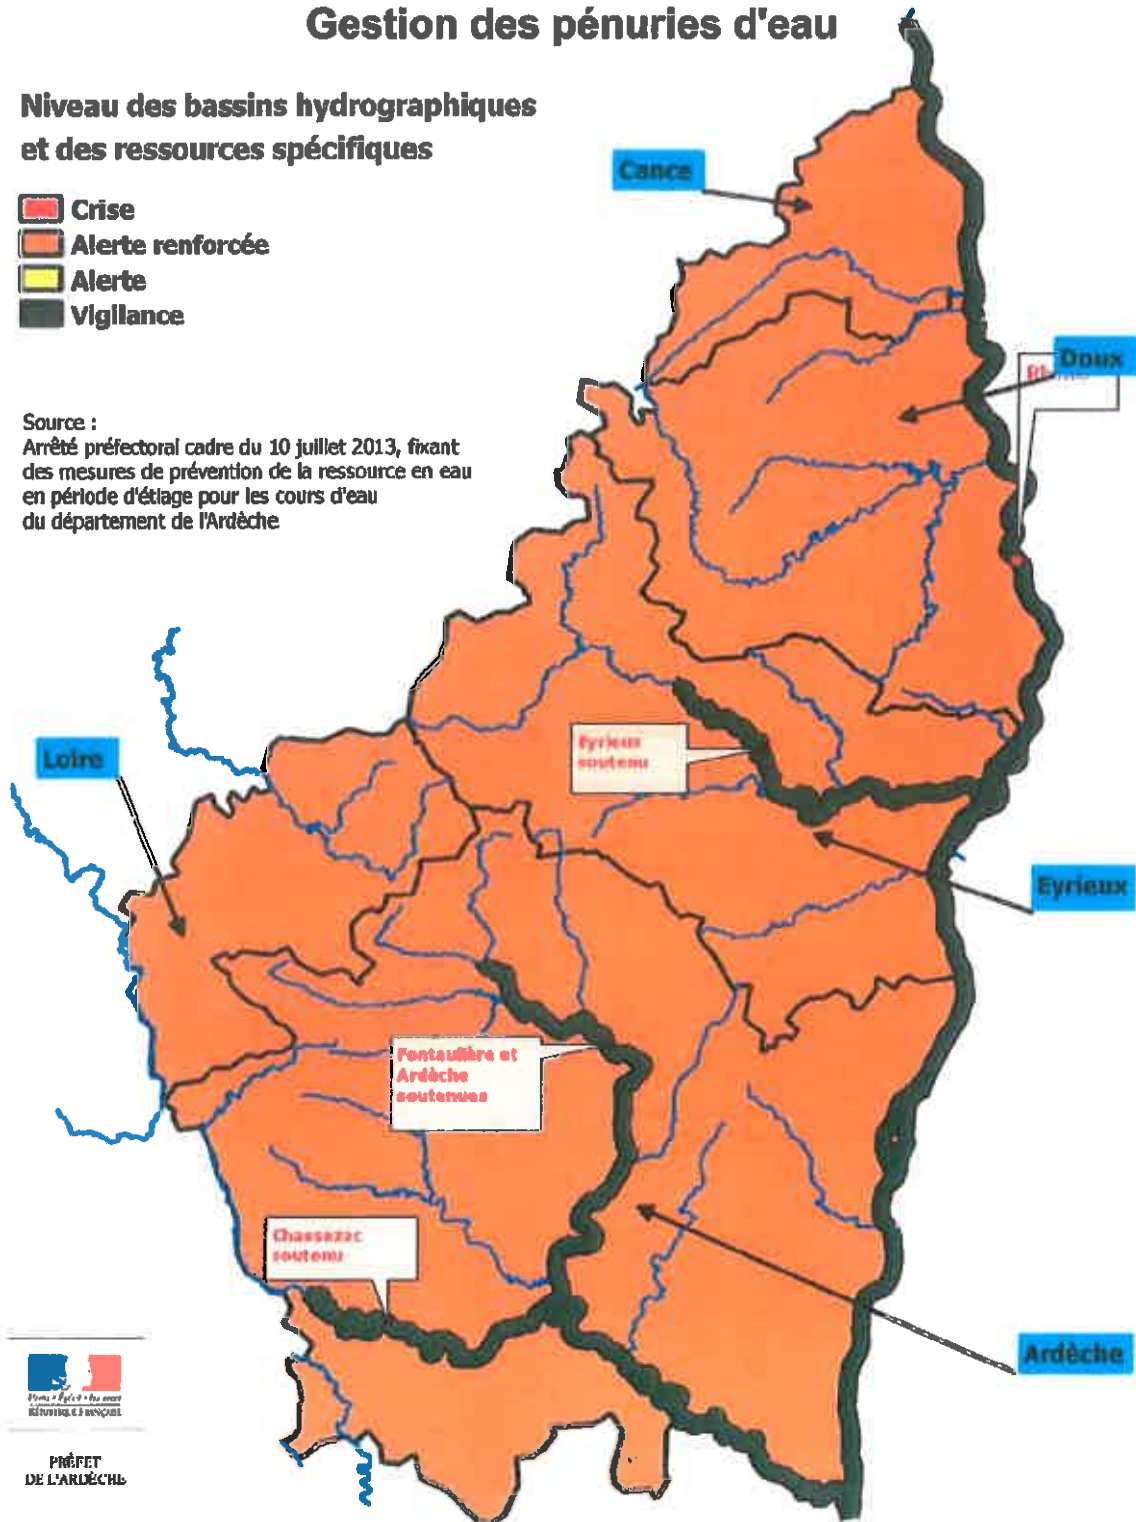 Gestion des pénuries d'eau
Niveau des bassins hydrographiques
et des ressources spécifiques
Crise
Alerte renforcée
Alerte
Vigilance
Source :
Arrêté préfectoral cadre du 10 juillet 2013, fixant
des mesures de prévention de la ressource en eau
en période d'étiage pour les cours d'eau
du département de l'Ardèche
Cance
Doux
Eyrieux
soutenu
Loire
Eyrieux
Fontaulière et
Ardèche
soutenues
Chassezac
soutenu
Ardèche
RÉPUBLIQUE FRANÇAISE
PRÉFET
DE L'ARDÈCHE